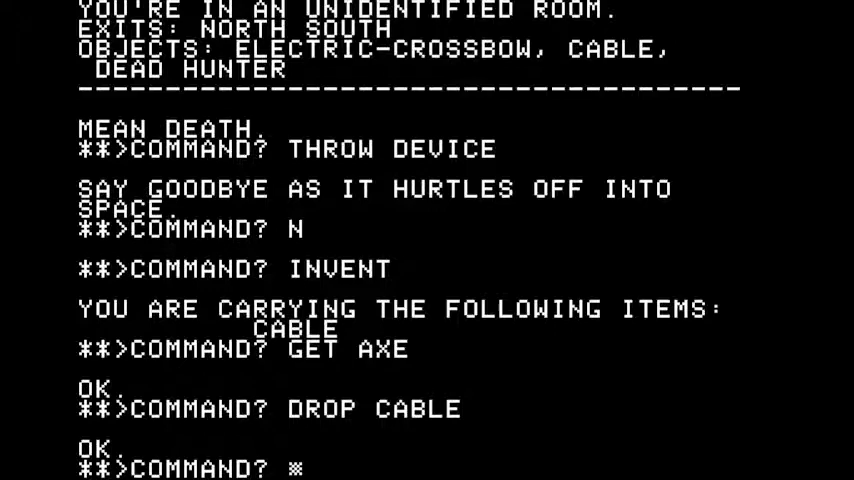 YOU'RE IN AN UNIDENTIFIED ROOM.
EXITS: NORTH SOUTH
OBJECTS: ELECTRIC-CROSSBOW, CABLE,
DEAD HUNTER
--------------------------------------
MEAN DEATH.
**>COMMAND? THROW DEVICE
SAY GOODBYE AS IT HURTLES OFF INTO
SPACE.
**>COMMAND? N
**>COMMAND? INVENT
YOU ARE CARRYING THE FOLLOWING ITEMS:
CABLE
**>COMMAND? GET AXE
OK.
**>COMMAND? DROP CABLE
OK.
**>COMMAND?